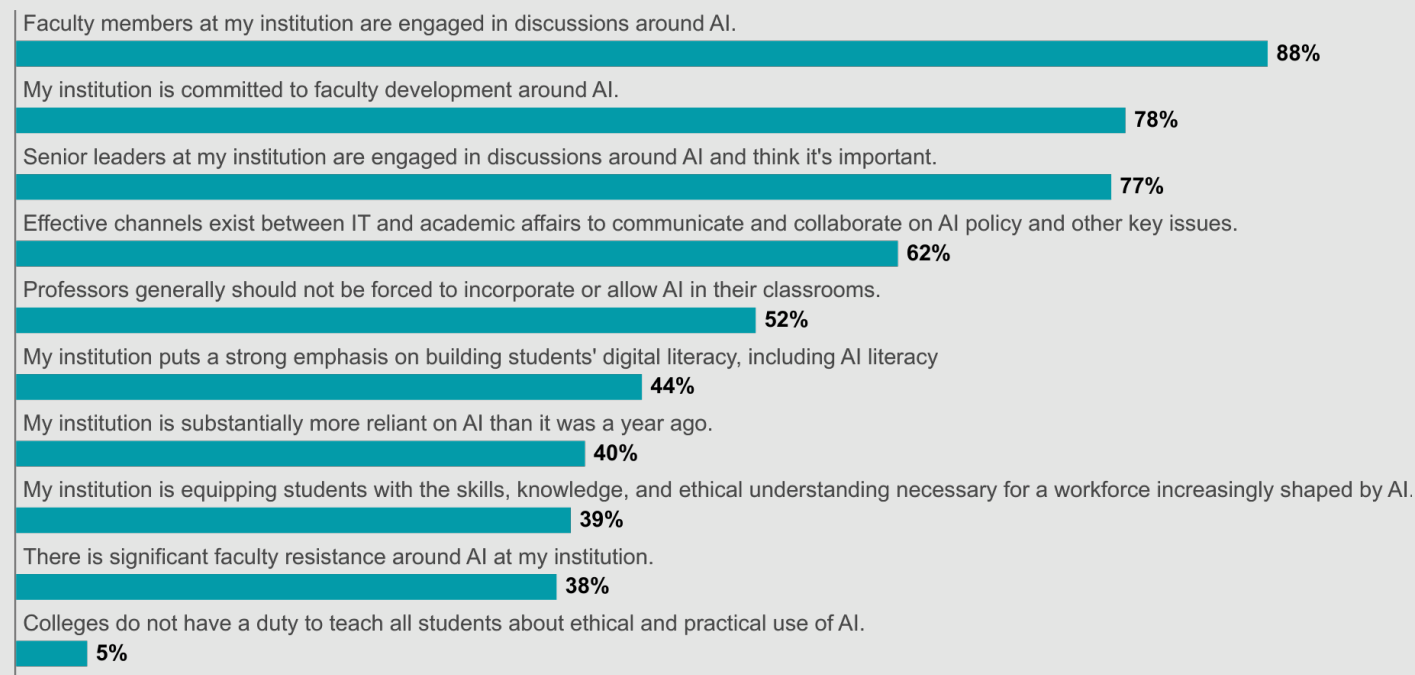 Faculty members at my institution are engaged in discussions around AI.
88%
My institution is committed to faculty development around AI.
78%
Senior leaders at my institution are engaged in discussions around AI and think it's important.
77%
Effective channels exist between IT and academic affairs to communicate and collaborate on AI policy and other key issues.
62%
Professors generally should not be forced to incorporate or allow AI in their classrooms.
52%
My institution puts a strong emphasis on building students' digital literacy, including AI literacy
44%
My institution is substantially more reliant on AI than it was a year ago.
40%
My institution is equipping students with the skills, knowledge, and ethical understanding necessary for a workforce increasingly shaped by AI.
39%
There is significant faculty resistance around AI at my institution.
38%
Colleges do not have a duty to teach all students about ethical and practical use of AI.
5%